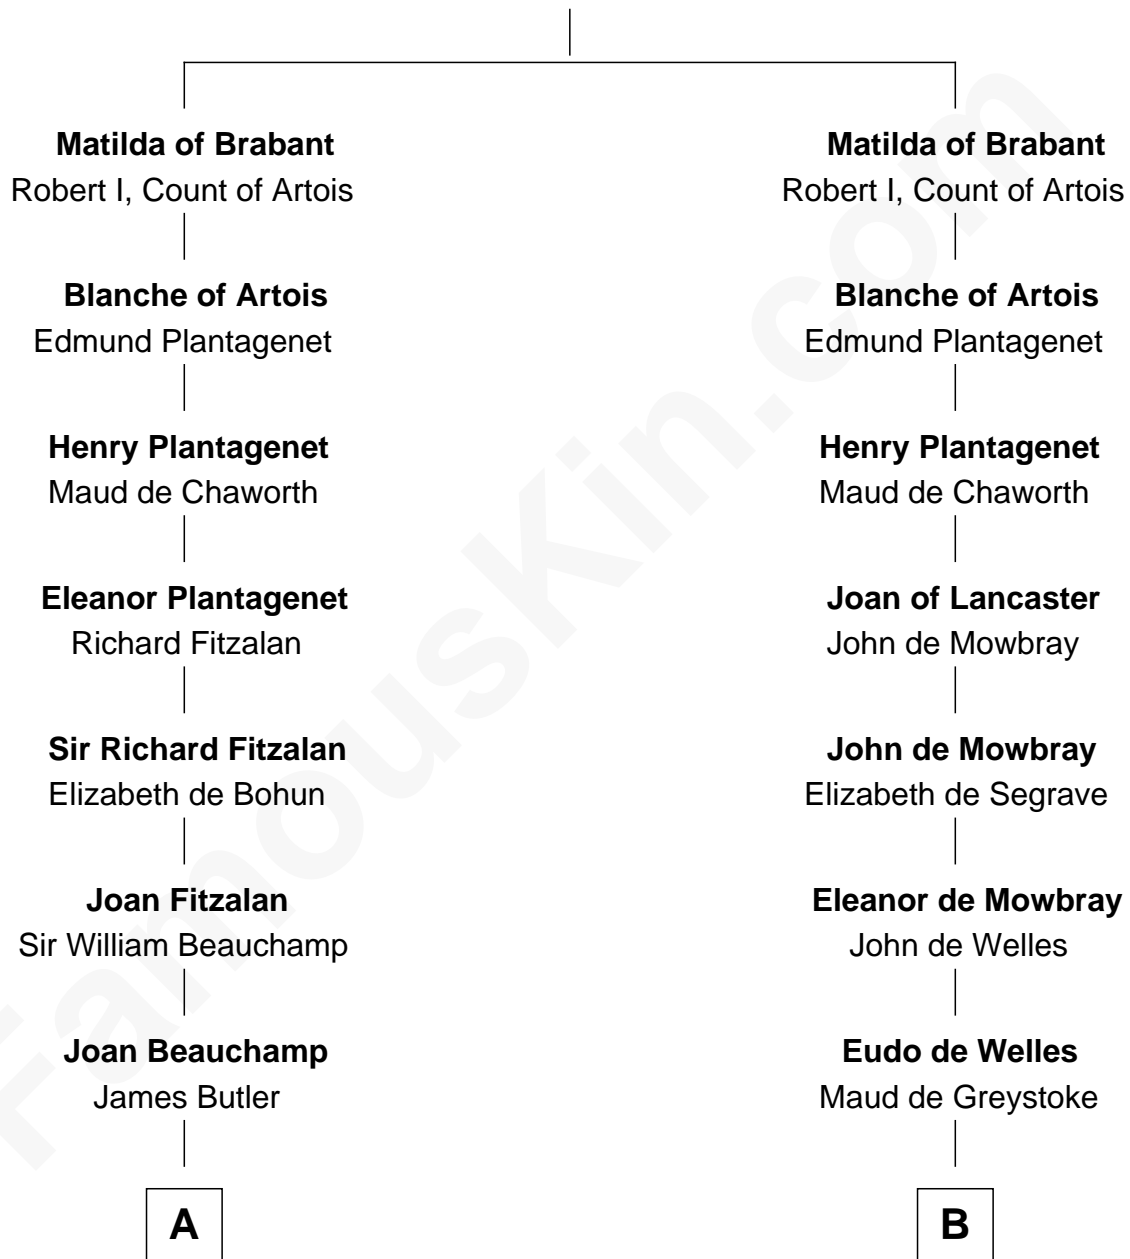 Matilda of Brabant
Robert I, Count of Artois
Blanche of Artois
Edmund Plantagenet
Henry Plantagenet
Maud de Chaworth
Eleanor Plantagenet
Richard Fitzalan
Sir Richard Fitzalan
Elizabeth de Bohun
Joan Fitzalan
Sir William Beauchamp
Joan Beauchamp
James Butler
A
Matilda of Brabant
Robert I, Count of Artois
Blanche of Artois
Edmund Plantagenet
Henry Plantagenet
Maud de Chaworth
Joan of Lancaster
John de Mowbray
John de Mowbray
Elizabeth de Segrave
Eleanor de Mowbray
John de Welles
Eudo de Welles
Maud de Greystoke
B
FamousKin.com